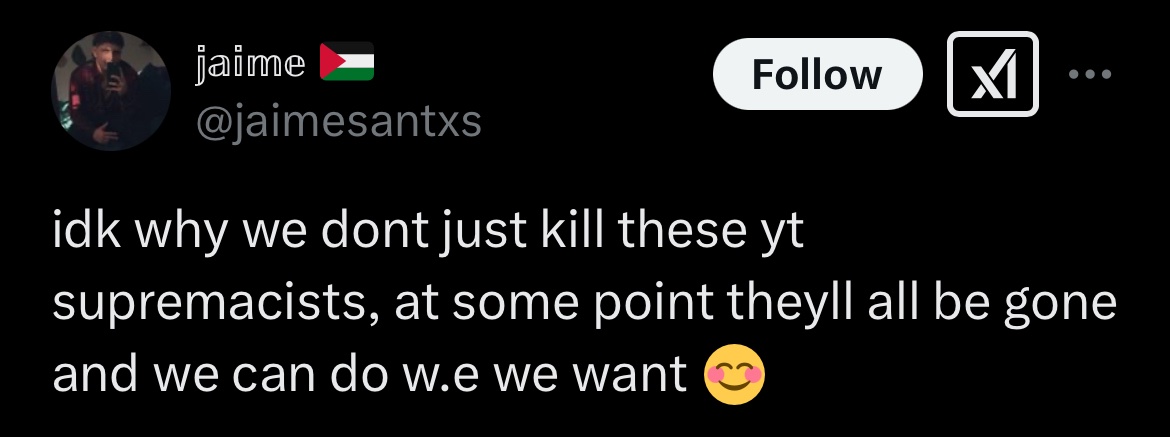 𝕛𝕒𝕚𝕞𝕖 🇵🇸
@jaimesantxs
Follow
idk why we dont just kill these yt
supremacists, at some point theyll all be gone
and we can do w.e we want 😊